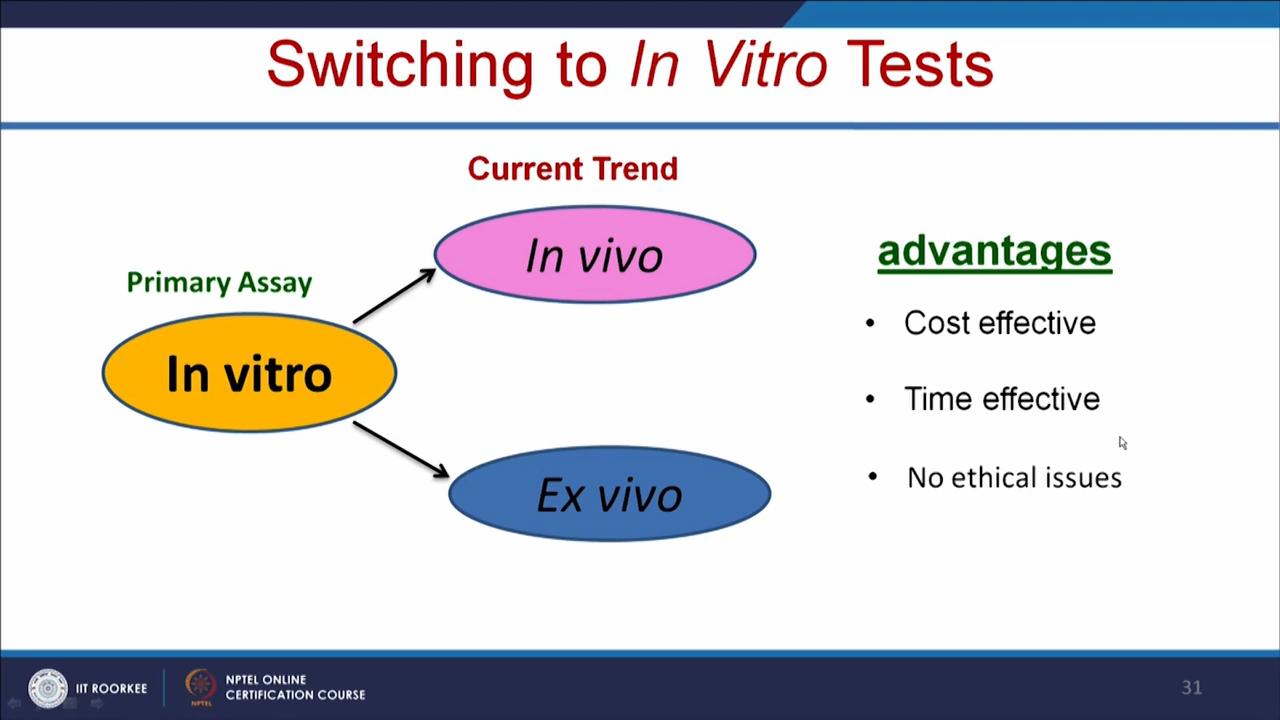 Switching to In Vitro Tests
Current Trend
In vivo
Primary Assay
In vitro
Ex vivo
advantages
• Cost effective
• Time effective
• No ethical issues
IIT ROORKEE
NPTEL
NPTEL ONLINE
CERTIFICATION COURSE
31